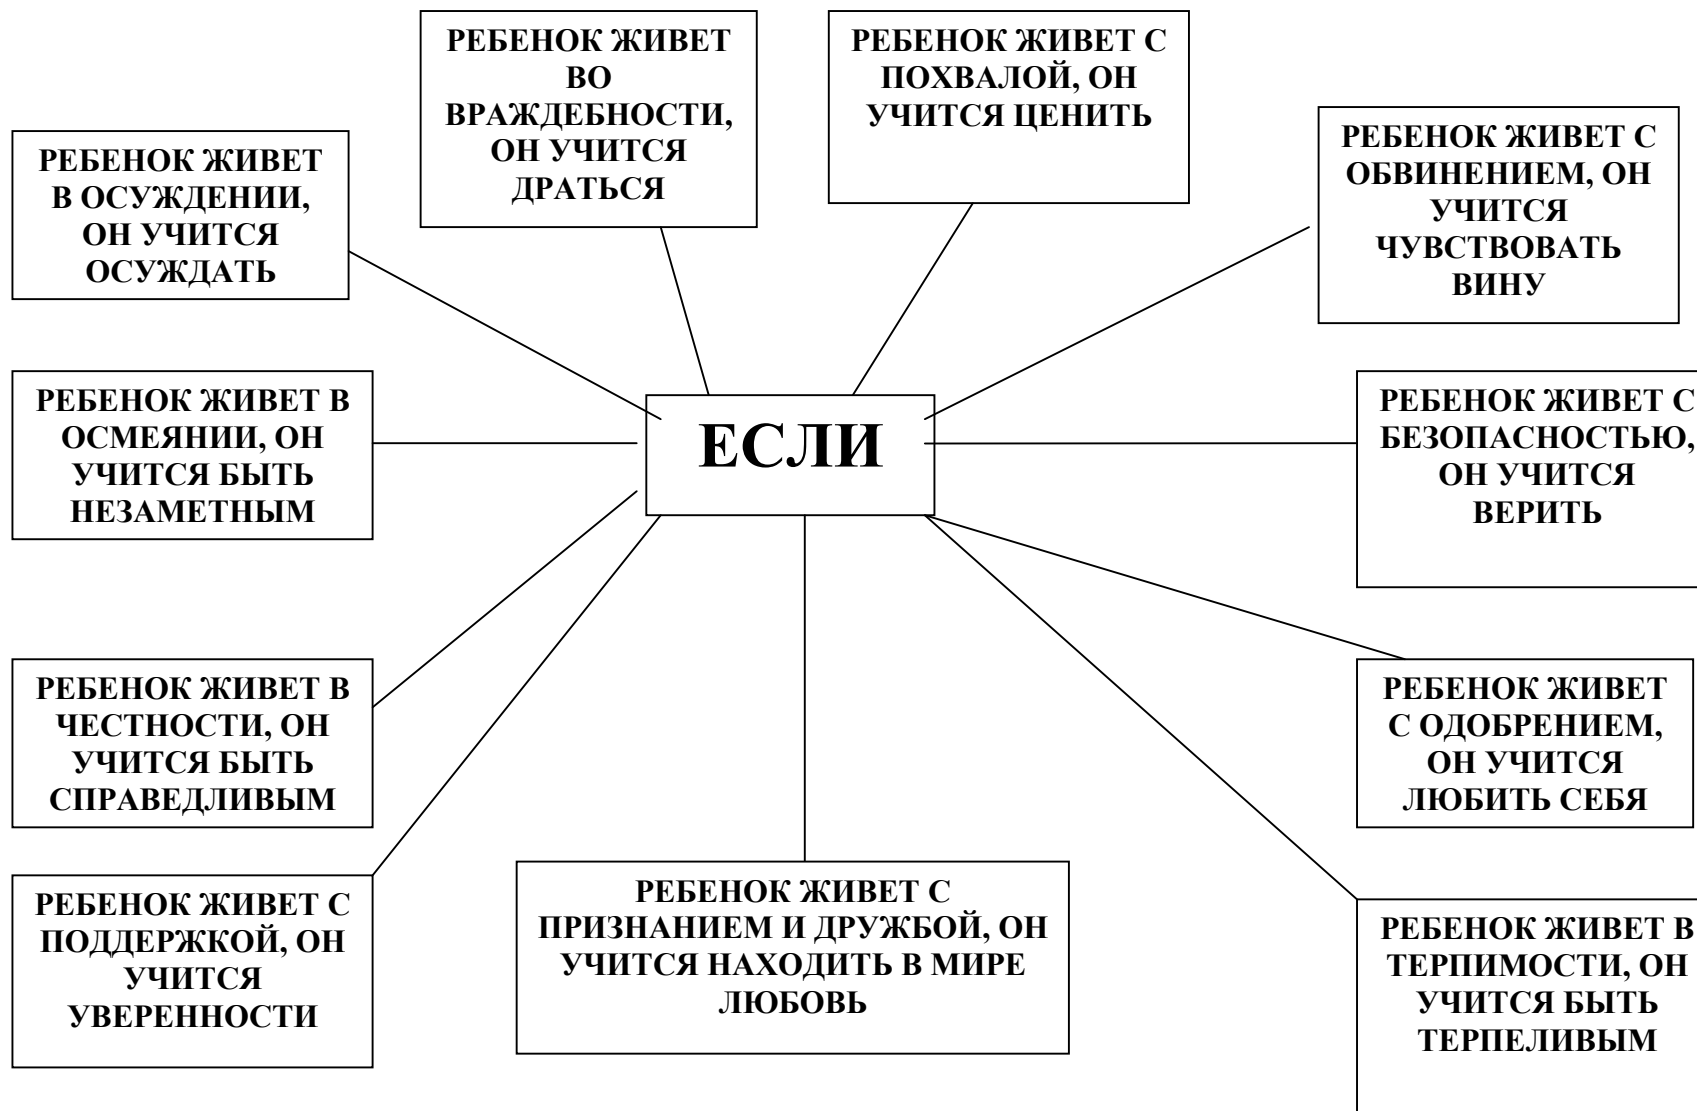 РЕБЕНОК ЖИВЕТ
ВО
ВРАЖДЕБНОСТИ,
ОН УЧИТСЯ
ДРАТЬСЯ
РЕБЕНОК ЖИВЕТ С
ПОХВАЛОЙ, ОН
УЧИТСЯ ЦЕНИТЬ
РЕБЕНОК ЖИВЕТ С
ОБВИНЕНИЕМ, ОН
УЧИТСЯ
ЧУВСТВОВАТЬ
ВИНУ
РЕБЕНОК ЖИВЕТ
В ОСУЖДЕНИИ,
ОН УЧИТСЯ
ОСУЖДАТЬ
РЕБЕНОК ЖИВЕТ В
ОСМЕЯНИИ, ОН
УЧИТСЯ БЫТЬ
НЕЗАМЕТНЫМ
ЕСЛИ
РЕБЕНОК ЖИВЕТ С
БЕЗОПАСНОСТЬЮ,
ОН УЧИТСЯ
ВЕРИТЬ
РЕБЕНОК ЖИВЕТ В
ЧЕСТНОСТИ, ОН
УЧИТСЯ БЫТЬ
СПРАВЕДЛИВЫМ
РЕБЕНОК ЖИВЕТ
С ОДОБРЕНИЕМ,
ОН УЧИТСЯ
ЛЮБИТЬ СЕБЯ
РЕБЕНОК ЖИВЕТ С
ПОДДЕРЖКОЙ, ОН
УЧИТСЯ
УВЕРЕННОСТИ
РЕБЕНОК ЖИВЕТ С
ПРИЗНАНИЕМ И ДРУЖБОЙ, ОН
УЧИТСЯ НАХОДИТЬ В МИРЕ
ЛЮБОВЬ
РЕБЕНОК ЖИВЕТ В
ТЕРПИМОСТИ, ОН
УЧИТСЯ БЫТЬ
ТЕРПЕЛИВЫМ